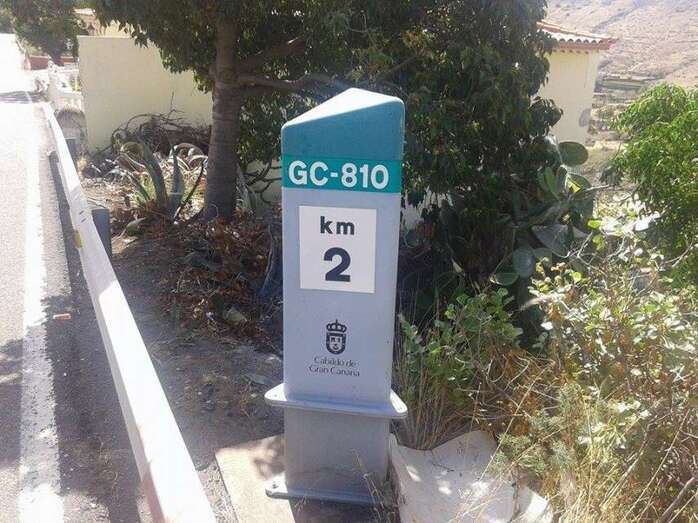 GC-810
km
2
Cabildo de
Gran Canaria